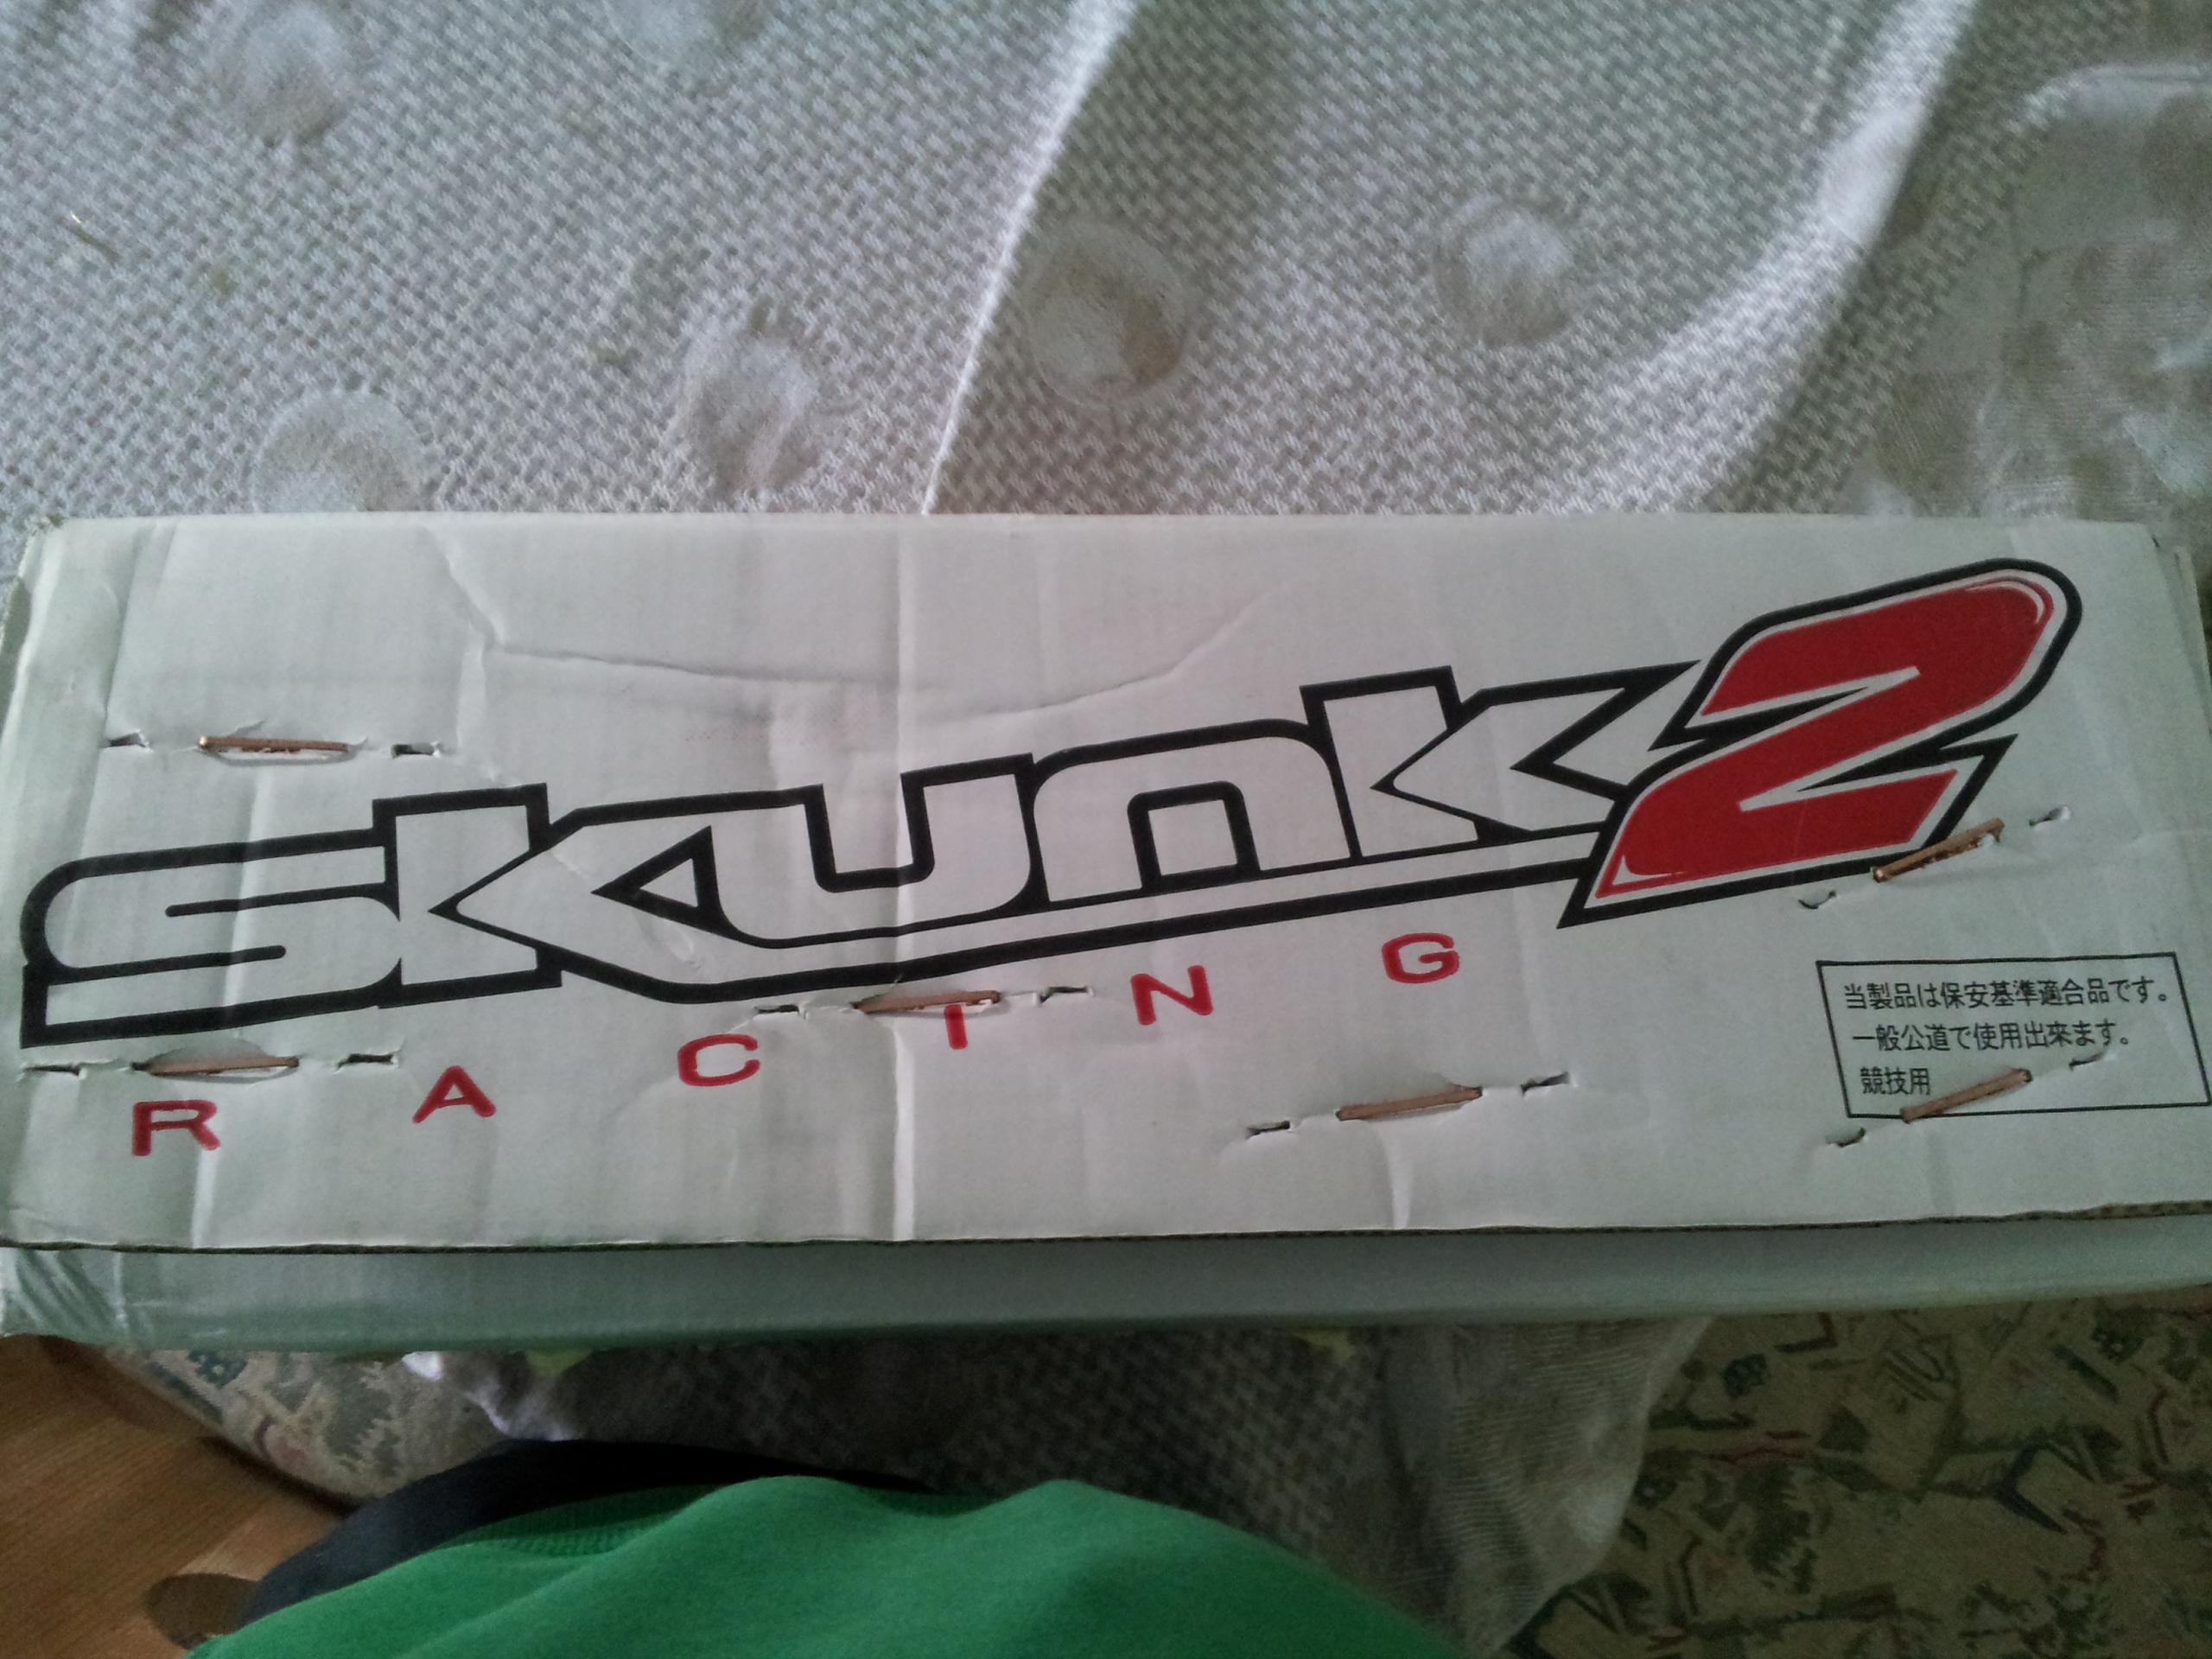 SKUNK2
RACING
当製品は保安基準適合品です。
一般公道で使用出来ます。
競技用